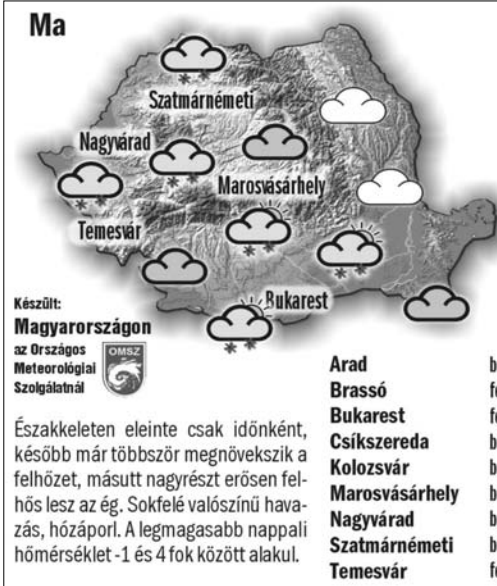 Ma
Szatmárnémeti
Nagyvárad
Marosvásárhely
Temesvár
Bukarest
Készült:
Magyarországon
az Országos
Meteorológiai
Szolgálatnál
OMSZ
Északkeleten eleinte csak időnként,
később már többször megnövekszik a
felhőzet, másutt nagyrészt erősen fel-
hős lesz az ég. Sokfelé valószínű hava-
zás, hózáporl. A legmagasabb nappali
hőmérséklet -1 és 4 fok között alakul.
Arad
Brassó
Bukarest
Csíkszereda
Kolozsvár
Marosvásárhely
Nagyvárad
Szatmárnémeti
Temesvár